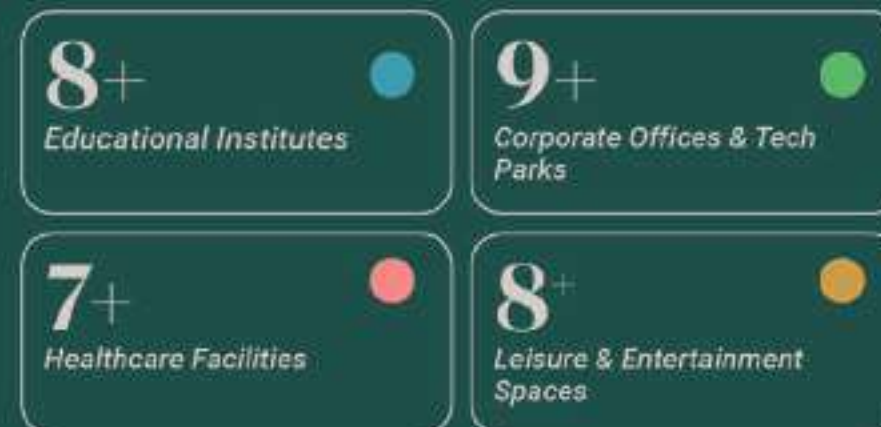 8+
Educational Institutes
9+
Corporate Offices & Tech
Parks
7+
Healthcare Facilities
8+
Leisure & Entertainment
Spaces